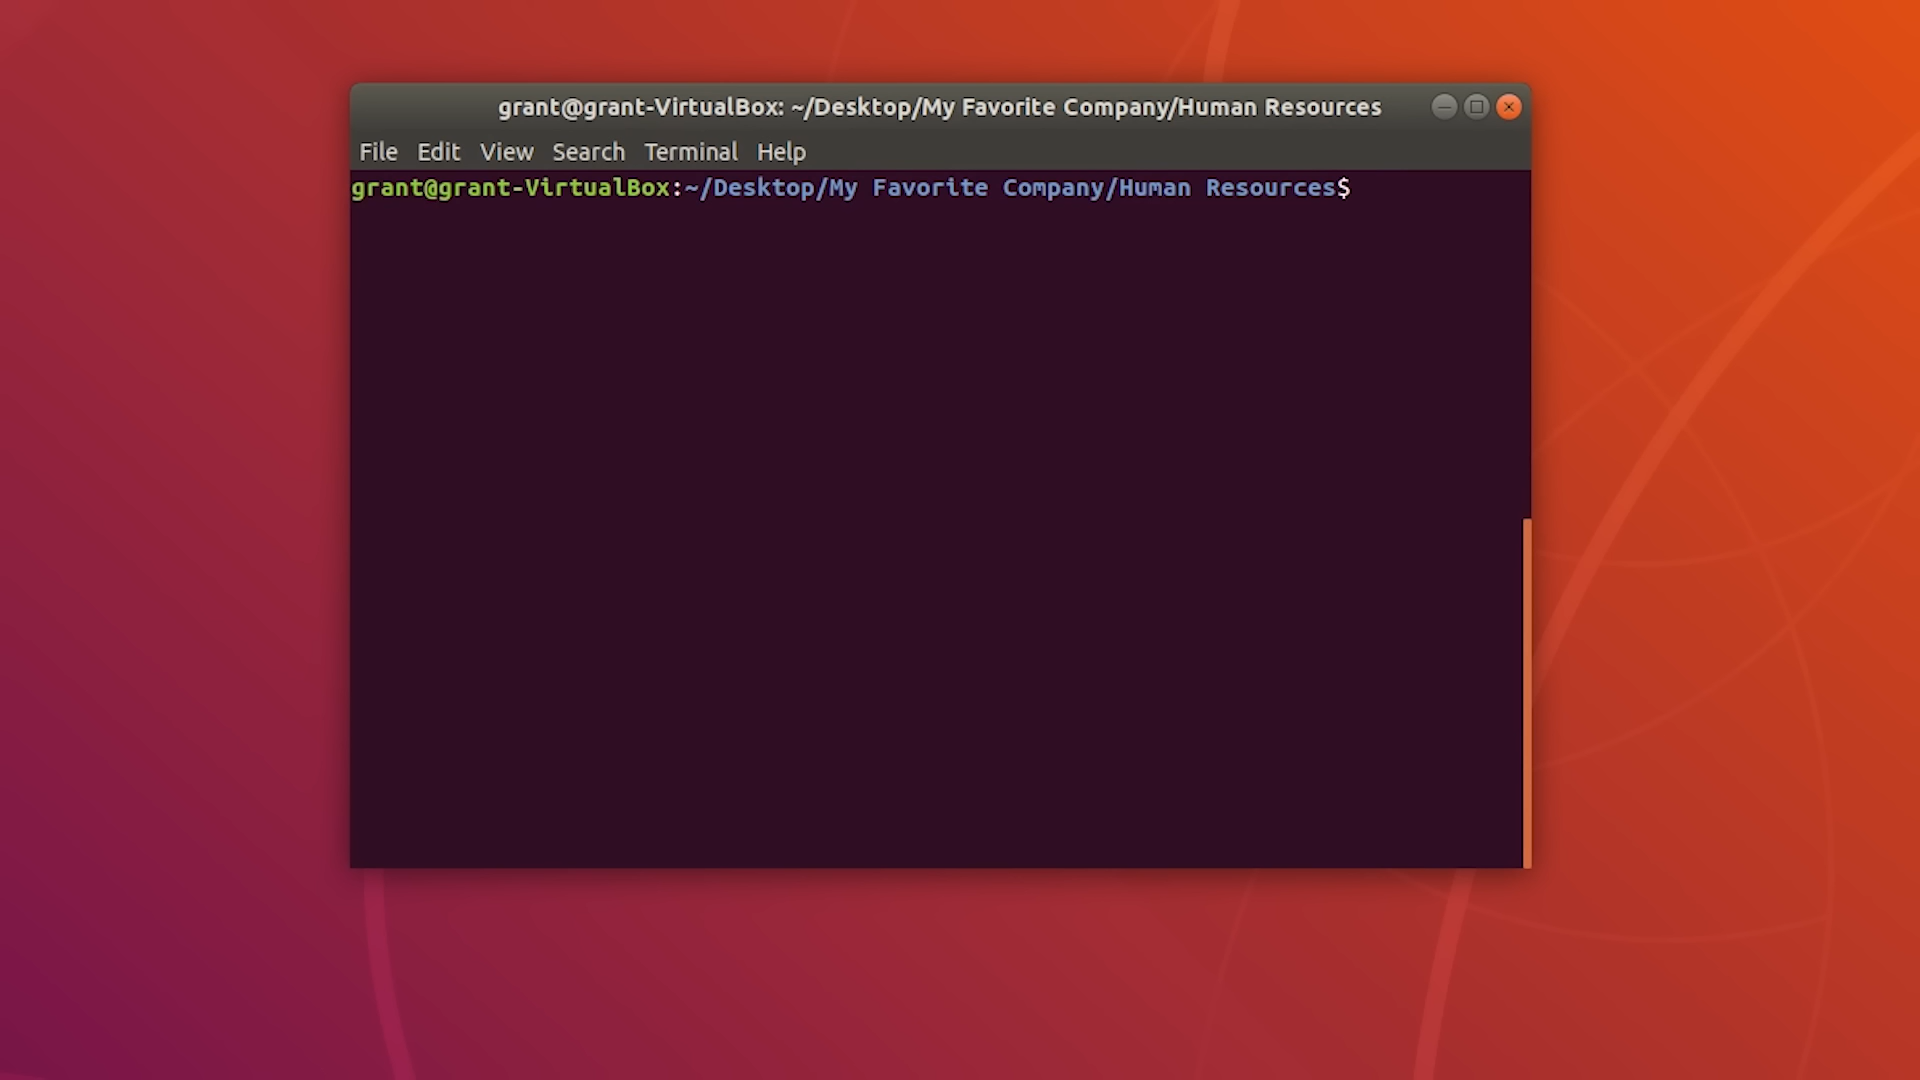 grant@grant-VirtualBox: ~/Desktop/My Favorite Company/Human Resources
File Edit View Search Terminal Help
grant@grant-VirtualBox:~/Desktop/My Favorite Company/Human Resources$